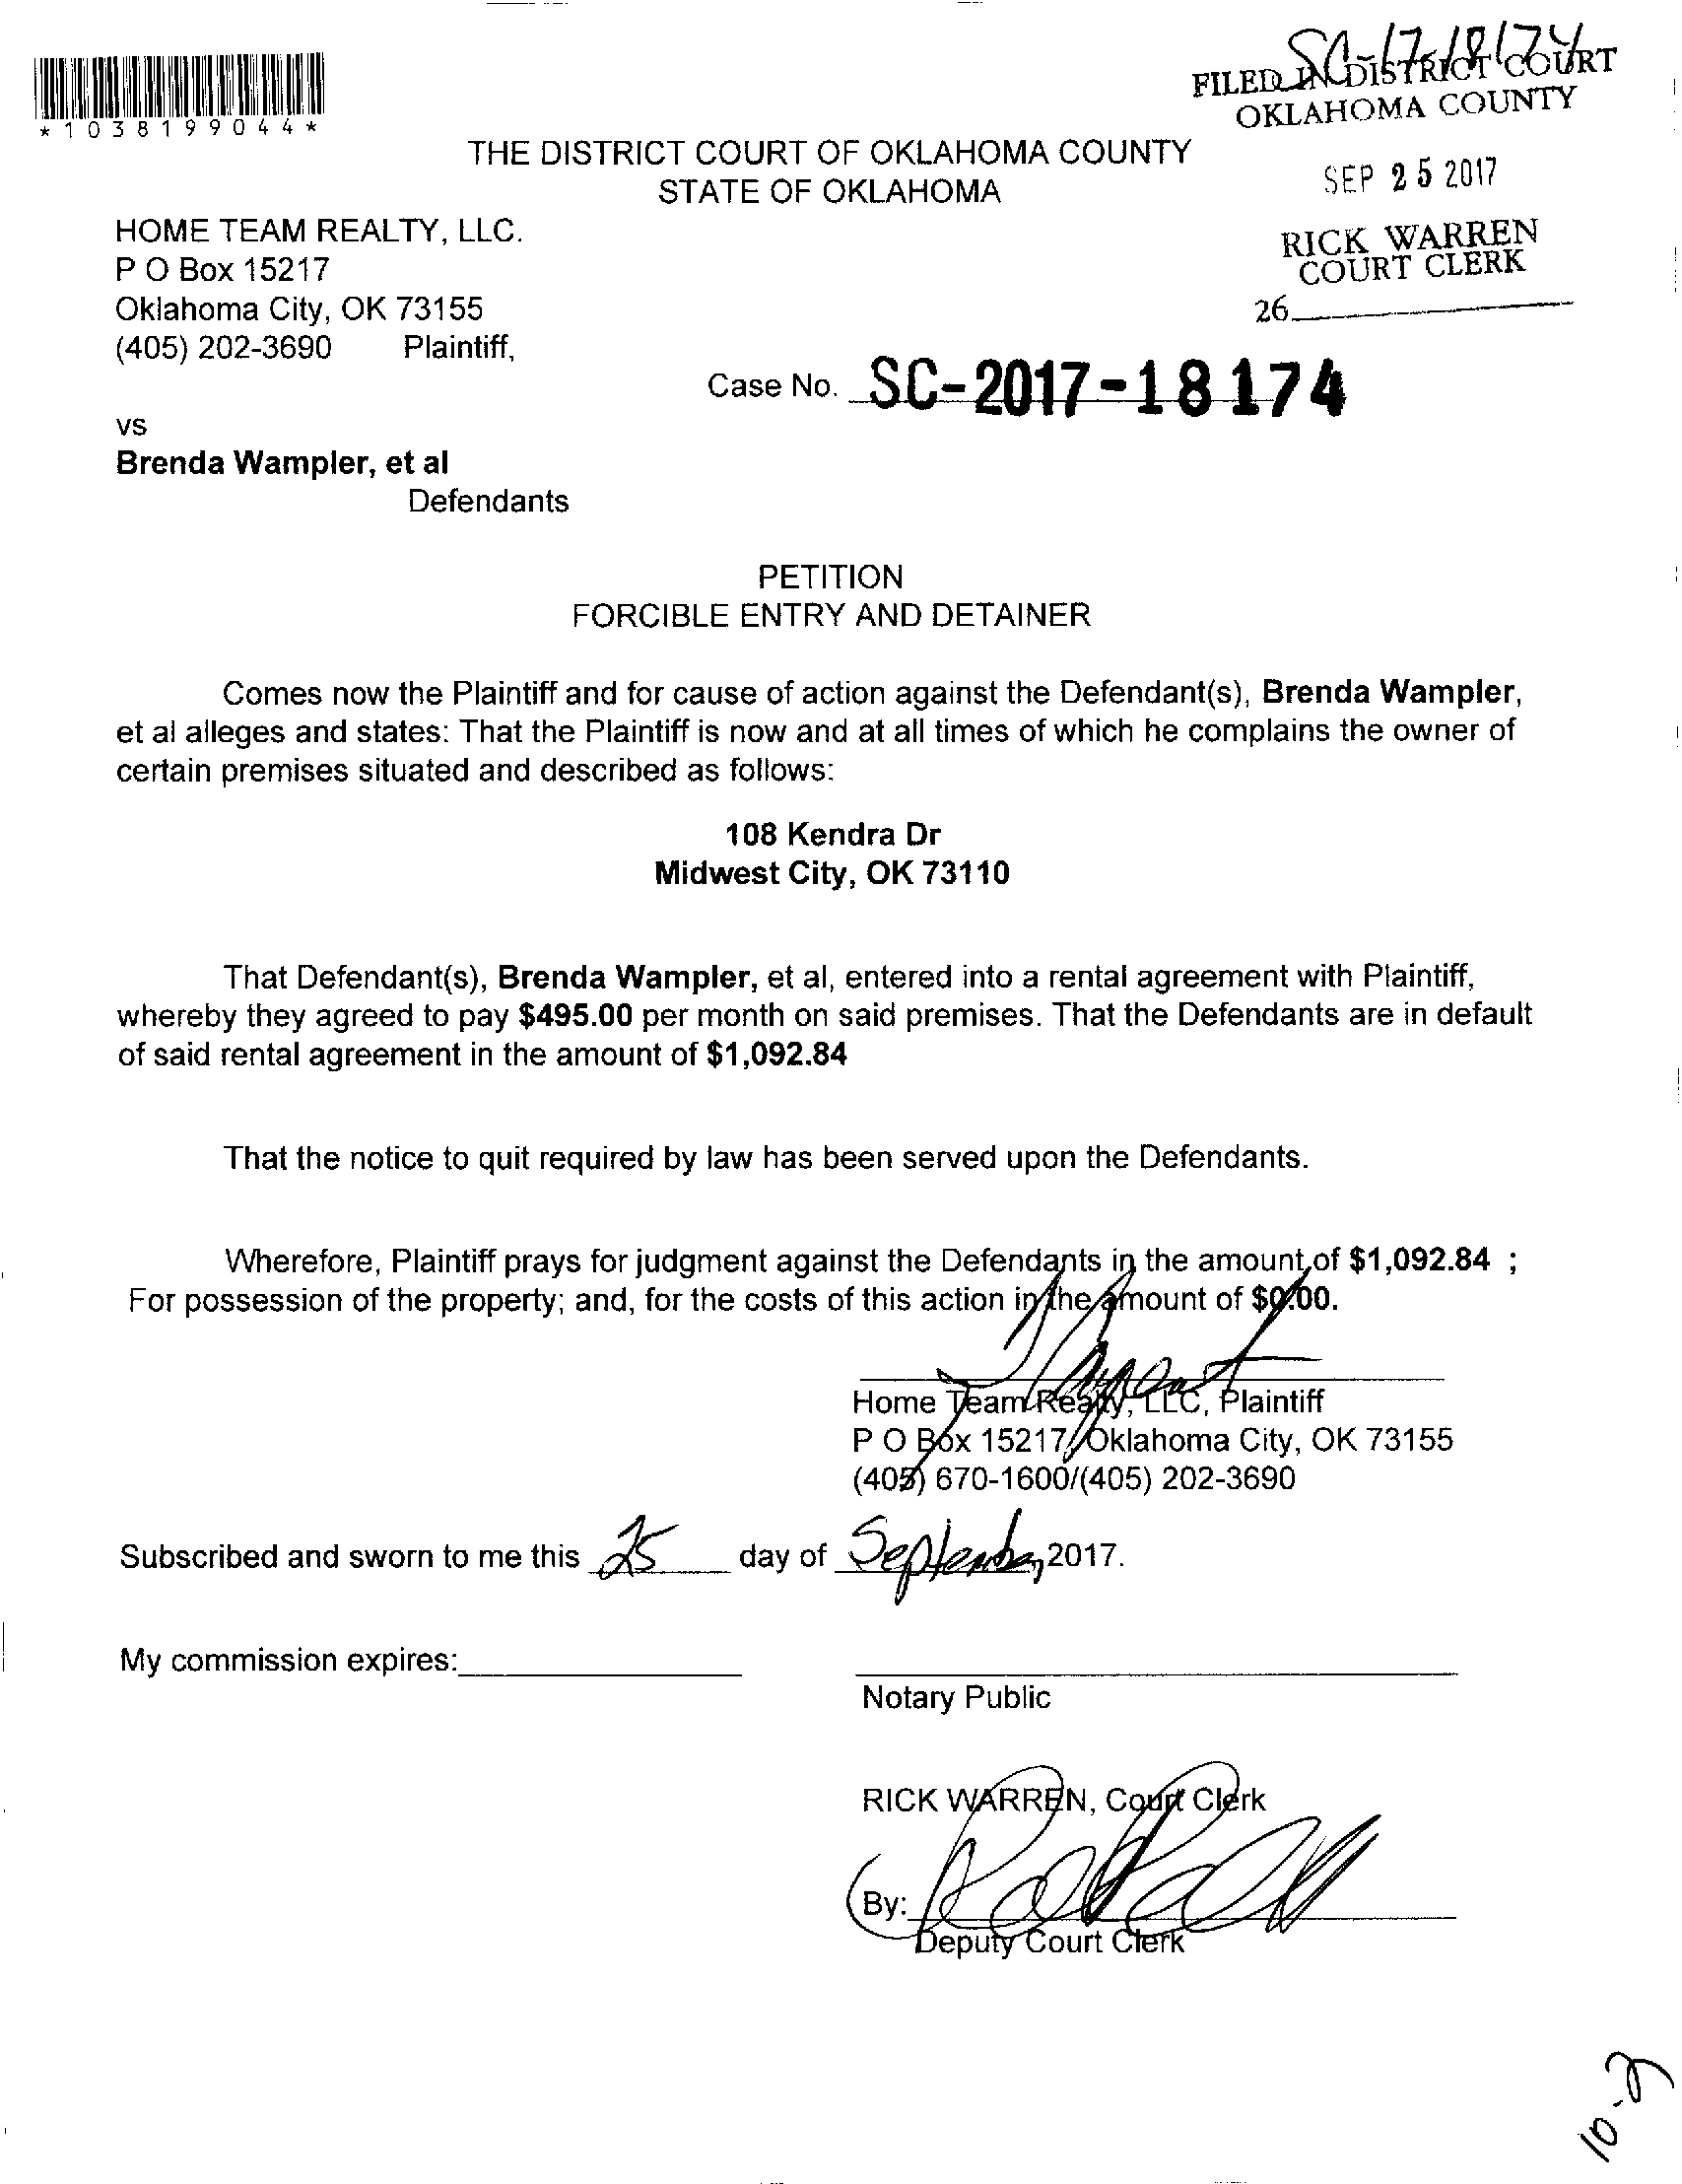 SC-17-18174
FILED IN DISTRICT COURT
OKLAHOMA COUNTY
*1038199044*
THE DISTRICT COURT OF OKLAHOMA COUNTY
STATE OF OKLAHOMA
SEP 25 2017
HOME TEAM REALTY, LLC.
P O Box 15217
Oklahoma City, OK 73155
(405) 202-3690 Plaintiff,
RICK WARREN
COURT CLERK
26
Case No. SC-2017-18174
vs
Brenda Wampler, et al
Defendants
PETITION
FORCIBLE ENTRY AND DETAINER
Comes now the Plaintiff and for cause of action against the Defendant(s), Brenda Wampler,
et al alleges and states: That the Plaintiff is now and at all times of which he complains the owner of
certain premises situated and described as follows:
108 Kendra Dr
Midwest City, OK 73110
That Defendant(s), Brenda Wampler, et al, entered into a rental agreement with Plaintiff,
whereby they agreed to pay $495.00 per month on said premises. That the Defendants are in default
of said rental agreement in the amount of $1,092.84
That the notice to quit required by law has been served upon the Defendants.
Wherefore, Plaintiff prays for judgment against the Defendants in the amount of $1,092.84 ;
For possession of the property; and, for the costs of this action in the amount of $0.00.
Home Team Realty, LLC, Plaintiff
P O Box 15217, Oklahoma City, OK 73155
(405) 670-1600/(405) 202-3690
Subscribed and sworn to me this 25 day of September, 2017.
My commission expires:
Notary Public
RICK WARREN, Court Clerk
By:
Deputy Court Clerk